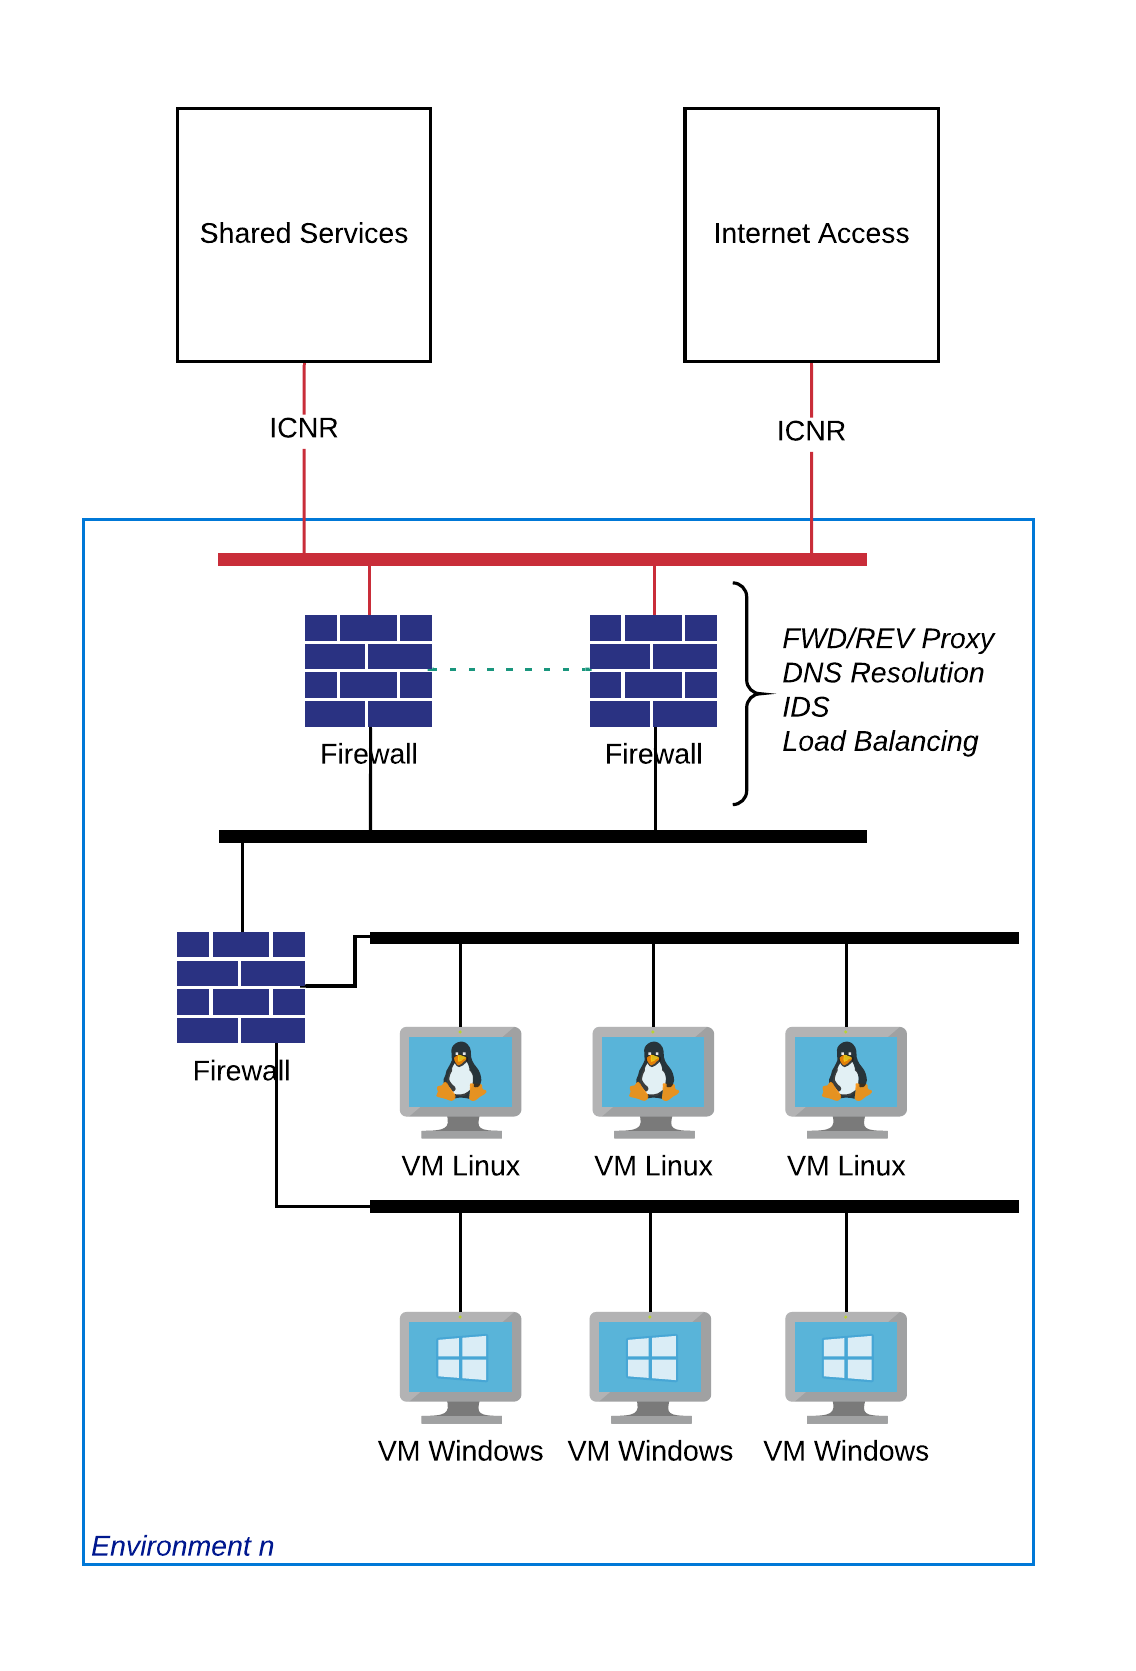 Shared Services
Internet Access
ICNR
ICNR
FWD/REV Proxy
DNS Resolution
IDS
Load Balancing
Firewall
Firewall
Firewall
VM Linux
VM Linux
VM Linux
VM Windows
VM Windows
VM Windows
Environment n